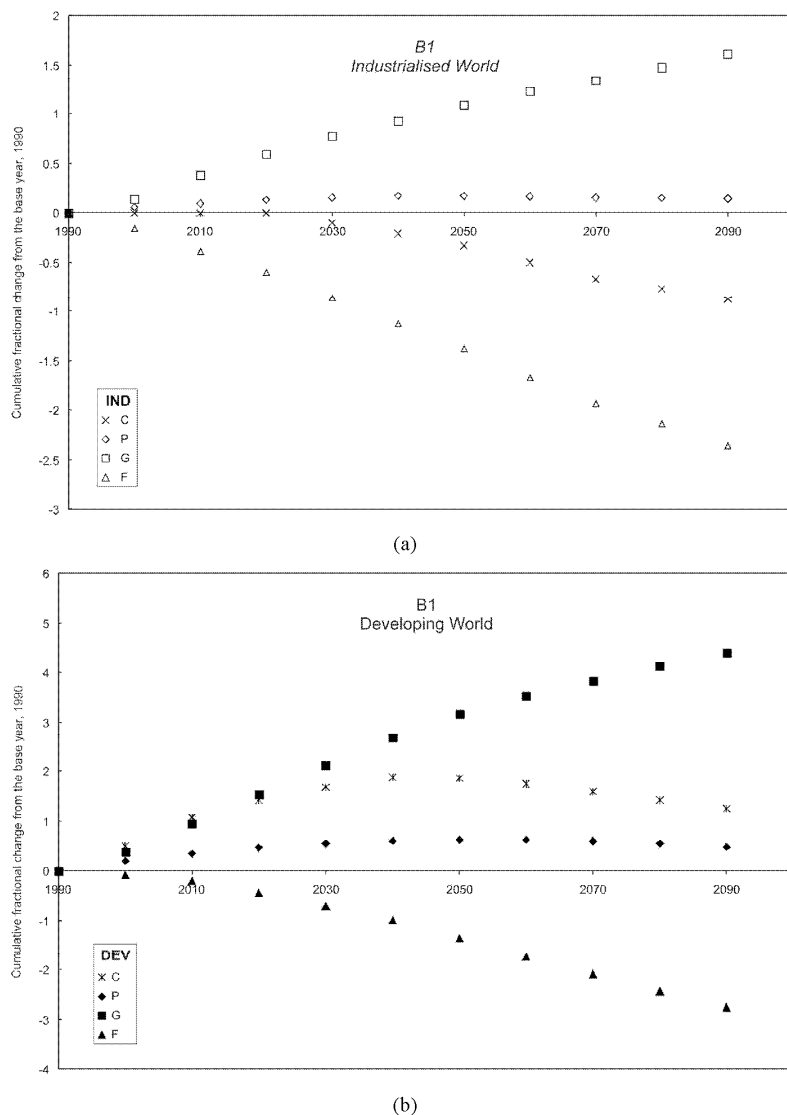 2
B1
Industrialised World
1.5
1
0.5
0
1990 2010 2030 2050 2070 2090
-0.5
-1
-1.5
-2
-2.5
-3
Cumulative fractional change from the base year, 1990
IND
C
P
G
F
(a)
6
B1
Developing World
5
4
3
2
1
0
1990 2010 2030 2050 2070 2090
-1
-2
-3
-4
Cumulative fractional change from the base year, 1990
DEV
C
P
G
F
(b)